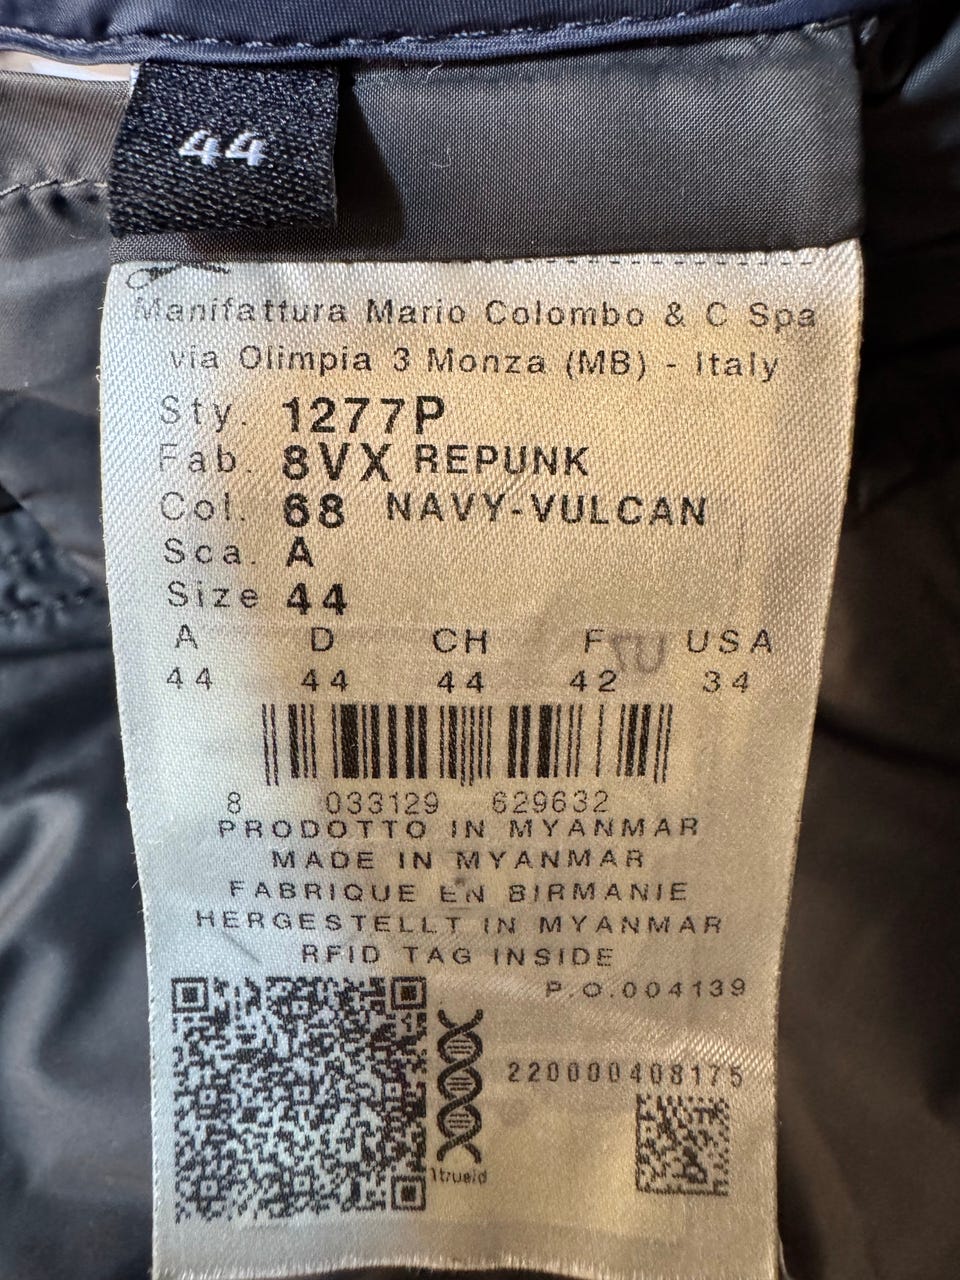 44
Manifattura Mario Colombo & C Spa
via Olimpia 3 Monza (MB) - Italy
Sty. 1277P
Fab. 8VX REPUNK
Col. 68 NAVY-VULCAN
Sca. A
Size 44
A D CH F USA
44 44 44 42 34
8 033129 629632
PRODOTTO IN MYANMAR
MADE IN MYANMAR
FABRIQUE EN BIRMANIE
HERGESTELLT IN MYANMAR
RFID TAG INSIDE
P.O.004139
220000408175
1trueid